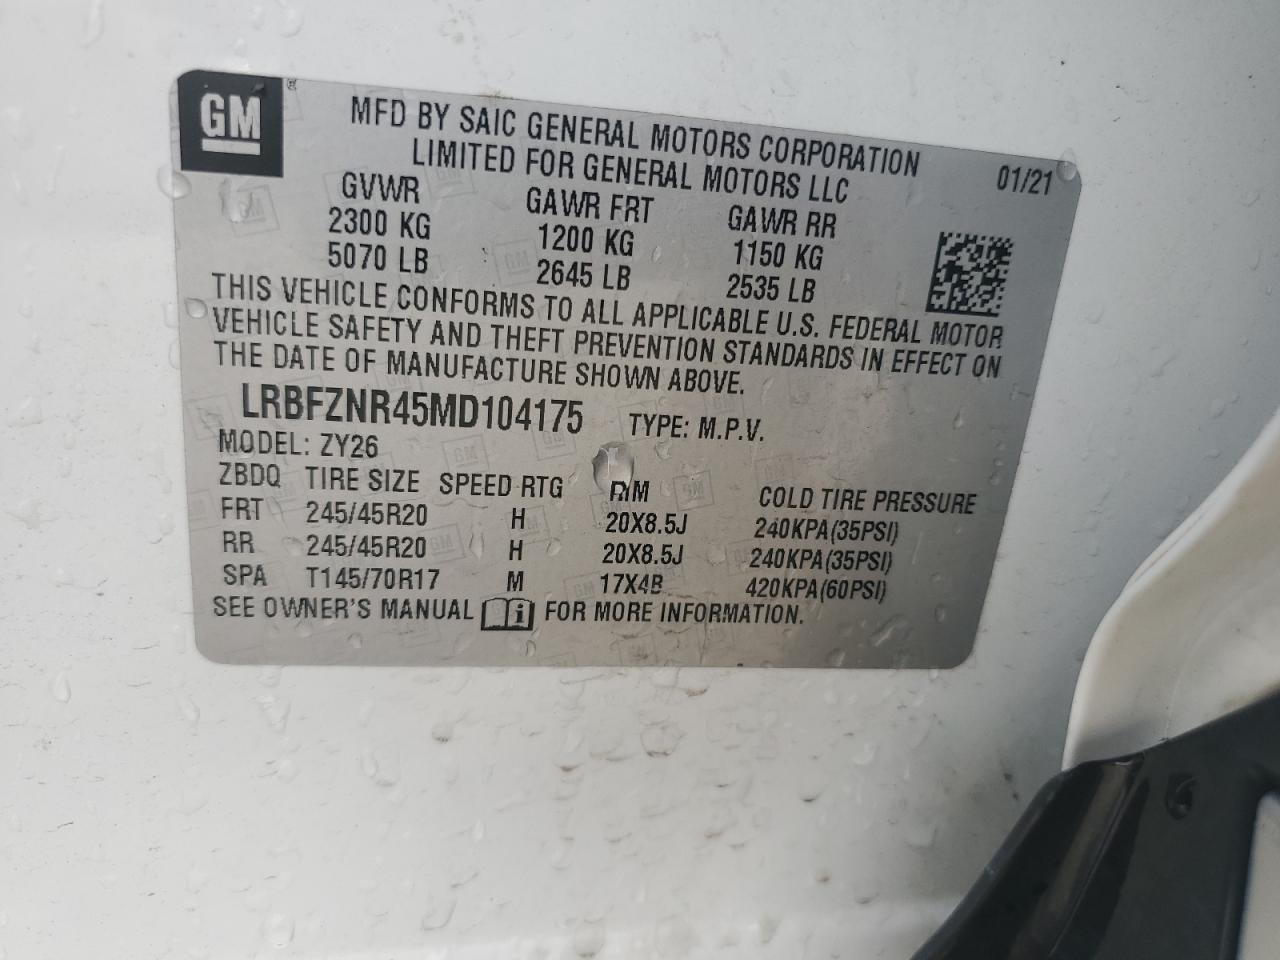 GM
MFD BY SAIC GENERAL MOTORS CORPORATION
LIMITED FOR GENERAL MOTORS LLC
01/21
GVWR GAWR FRT GAWR RR
2300 KG 1200 KG 1150 KG
5070 LB 2645 LB 2535 LB
THIS VEHICLE CONFORMS TO ALL APPLICABLE U.S. FEDERAL MOTOR
VEHICLE SAFETY AND THEFT PREVENTION STANDARDS IN EFFECT ON
THE DATE OF MANUFACTURE SHOWN ABOVE.
LRBFZNR45MD104175 TYPE: M.P.V.
MODEL: ZY26
ZBDQ TIRE SIZE SPEED RTG RIM COLD TIRE PRESSURE
FRT 245/45R20 H 20X8.5J 240KPA(35PSI)
RR 245/45R20 H 20X8.5J 240KPA(35PSI)
SPA T145/70R17 M 17X4B 420KPA(60PSI)
SEE OWNER'S MANUAL i FOR MORE INFORMATION.